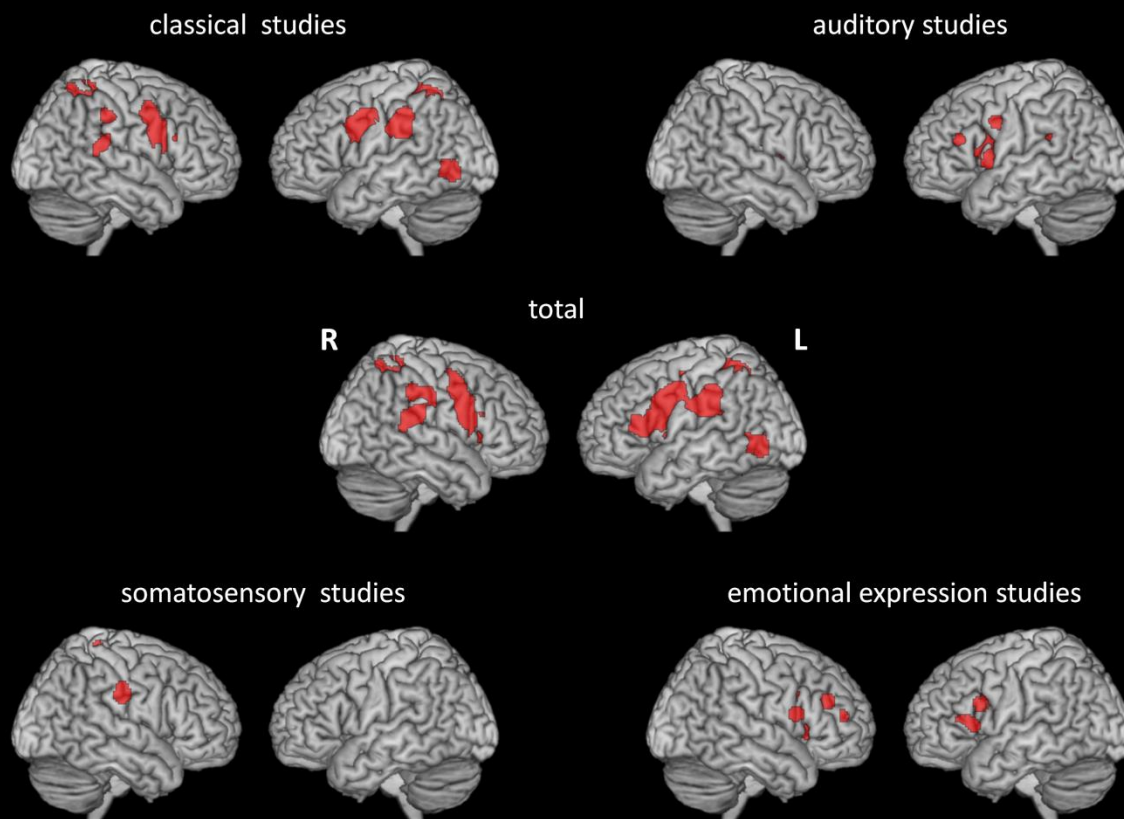 classical studies
auditory studies
total
R
L
somatosensory studies
emotional expression studies